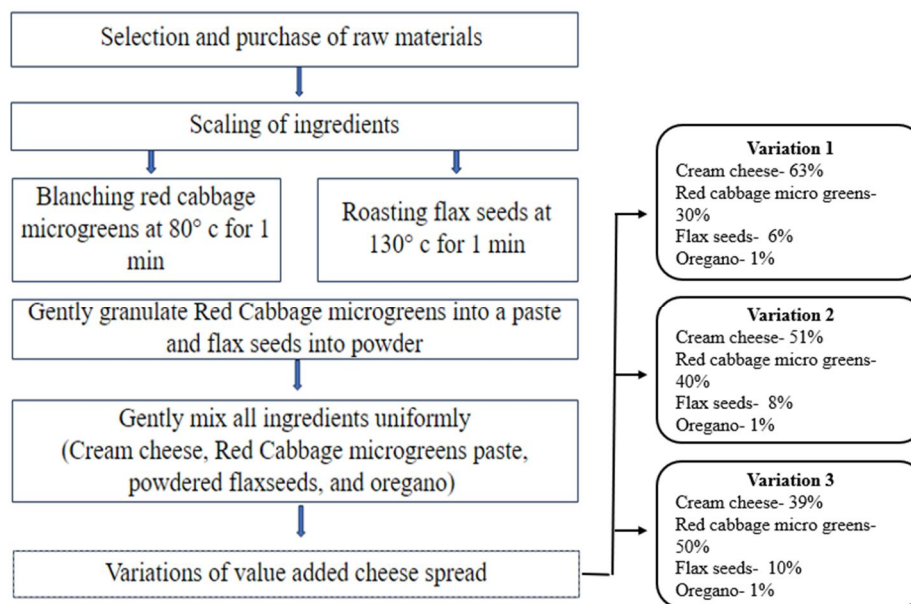 Selection and purchase of raw materials
Scaling of ingredients
Blanching red cabbage
microgreens at 80° c for 1
min
Roasting flax seeds at
130° c for 1 min
Gently granulate Red Cabbage microgreens into a paste
and flax seeds into powder
Gently mix all ingredients uniformly
(Cream cheese, Red Cabbage microgreens paste,
powdered flaxseeds, and oregano)
Variations of value added cheese spread
Variation 1
Cream cheese- 63%
Red cabbage micro greens-
30%
Flax seeds- 6%
Oregano- 1%
Variation 2
Cream cheese- 51%
Red cabbage micro greens-
40%
Flax seeds- 8%
Oregano- 1%
Variation 3
Cream cheese- 39%
Red cabbage micro greens-
50%
Flax seeds- 10%
Oregano- 1%